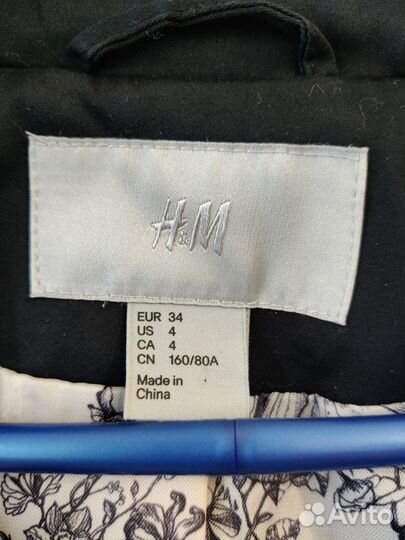 H&M
EUR 34
US 4
CA 4
CN 160/80A
Made in
China
Avito